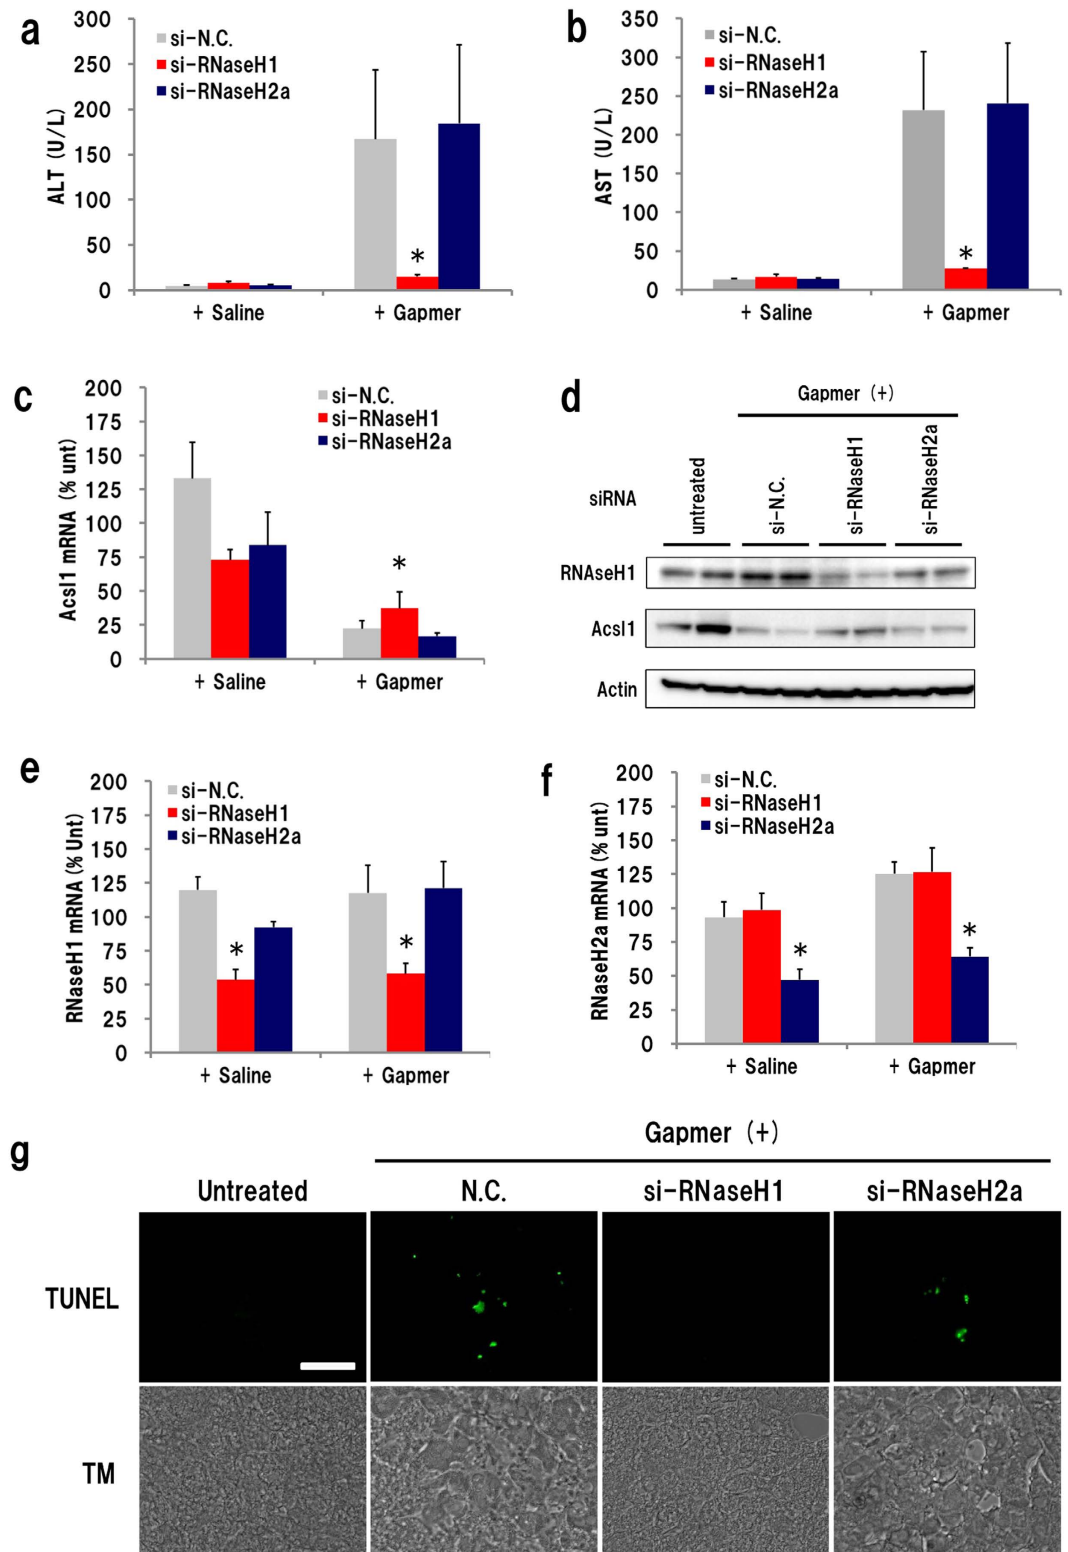 a
ALT (U/L)
300
250
200
150
100
50
0
si-N.C.
si-RNaseH1
si-RNaseH2a
*
+ Saline
+ Gapmer
b
AST (U/L)
350
300
250
200
150
100
50
0
si-N.C.
si-RNaseH1
si-RNaseH2a
*
+ Saline
+ Gapmer
c
Acsl1 mRNA (% unt)
200
175
150
125
100
75
50
25
0
si-N.C.
si-RNaseH1
si-RNaseH2a
*
+ Saline
+ Gapmer
d
Gapmer (+)
siRNA
untreated
si-N.C.
si-RNaseH1
si-RNaseH2a
RNAseH1
Acsl1
Actin
e
RNaseH1 mRNA (% Unt)
200
175
150
125
100
75
50
25
0
si-N.C.
si-RNaseH1
si-RNaseH2a
*
*
+ Saline
+ Gapmer
f
RNaseH2a mRNA (% unt)
200
175
150
125
100
75
50
25
0
si-N.C.
si-RNaseH1
si-RNaseH2a
*
*
+ Saline
+ Gapmer
g
Gapmer (+)
Untreated
N.C.
si-RNaseH1
si-RNaseH2a
TUNEL
TM